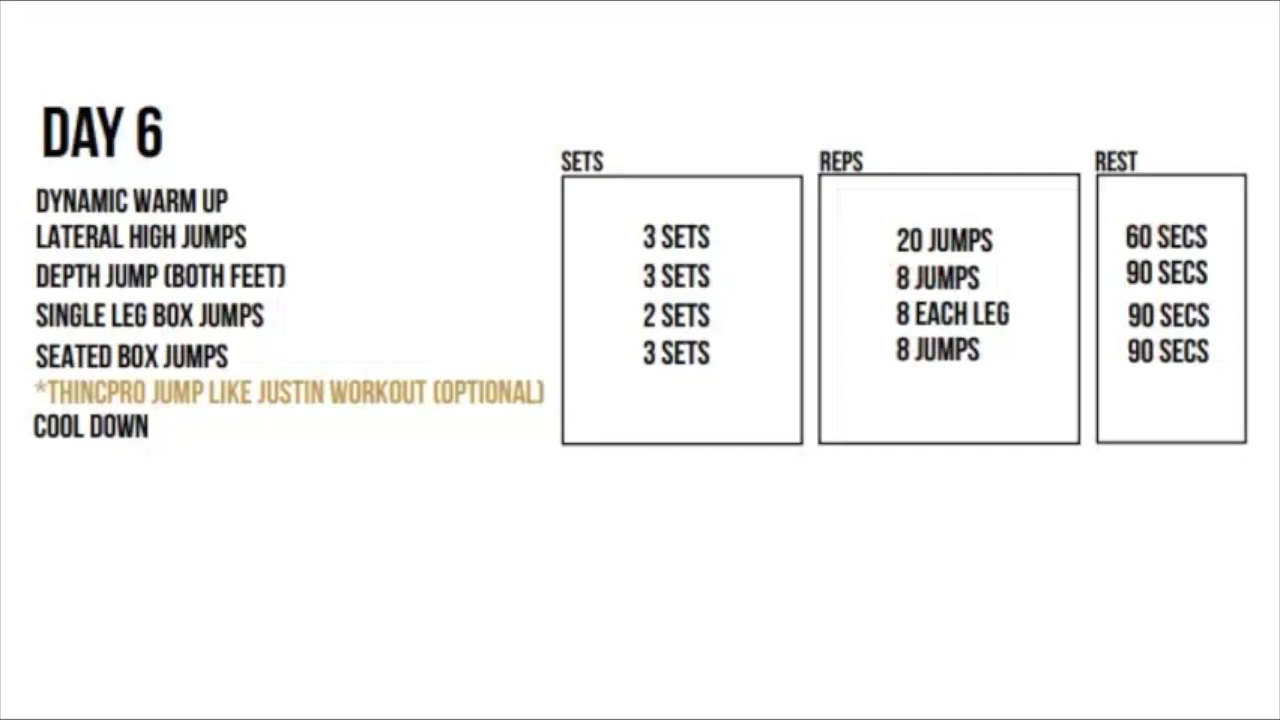 DAY 6
SETS REPS REST
DYNAMIC WARM UP
LATERAL HIGH JUMPS 3 SETS 20 JUMPS 60 SECS
DEPTH JUMP (BOTH FEET) 3 SETS 8 JUMPS 90 SECS
SINGLE LEG BOX JUMPS 2 SETS 8 EACH LEG 90 SECS
SEATED BOX JUMPS 3 SETS 8 JUMPS 90 SECS
*THINCPRO JUMP LIKE JUSTIN WORKOUT (OPTIONAL)
COOL DOWN